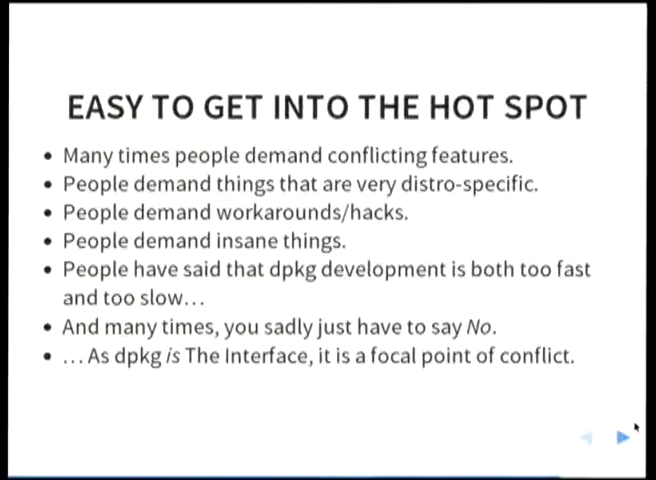 EASY TO GET INTO THE HOT SPOT
• Many times people demand conflicting features.
• People demand things that are very distro-specific.
• People demand workarounds/hacks.
• People demand insane things.
• People have said that dpkg development is both too fast
and too slow…
• And many times, you sadly just have to say No.
• … As dpkg is The Interface, it is a focal point of conflict.